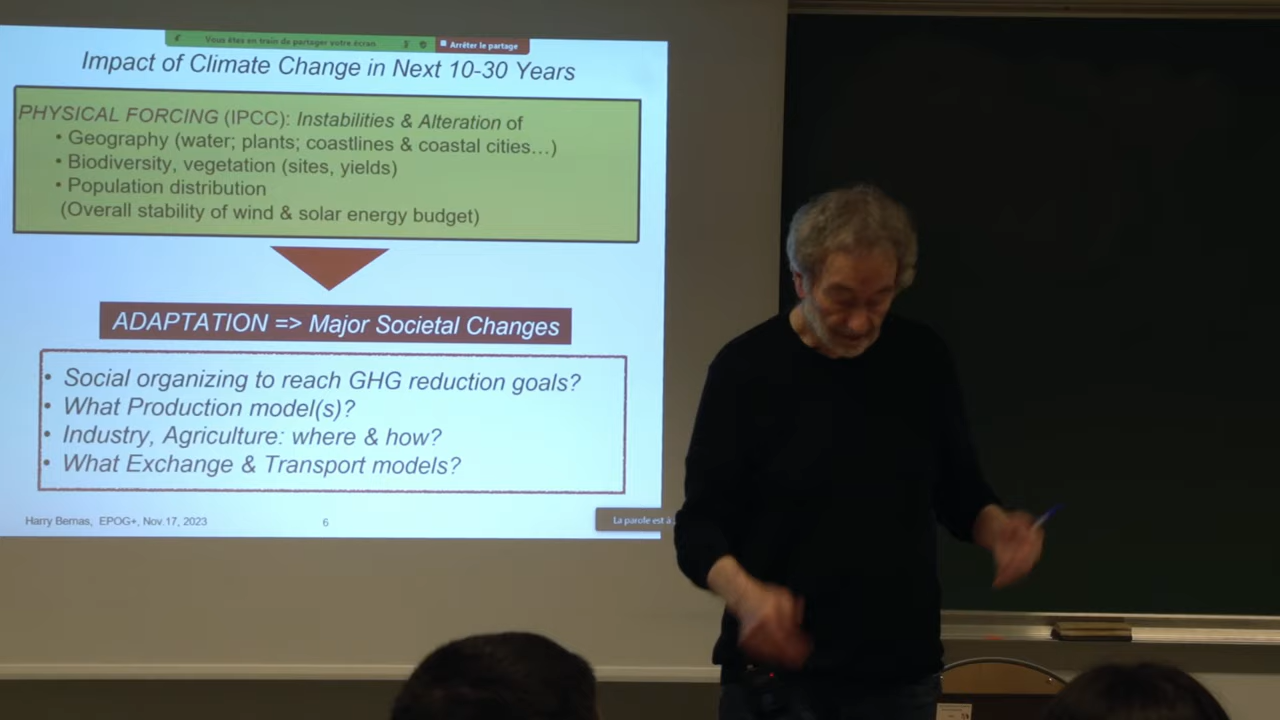 Vous êtes en train de partager votre écran
Arrêter le partage
Impact of Climate Change in Next 10-30 Years
PHYSICAL FORCING (IPCC): Instabilities & Alteration of
• Geography (water; plants; coastlines & coastal cities…)
• Biodiversity, vegetation (sites, yields)
• Population distribution
(Overall stability of wind & solar energy budget)
ADAPTATION => Major Societal Changes
• Social organizing to reach GHG reduction goals?
• What Production model(s)?
• Industry, Agriculture: where & how?
• What Exchange & Transport models?
Harry Bernas, EPOG+, Nov.17, 2023
6
La parole est à